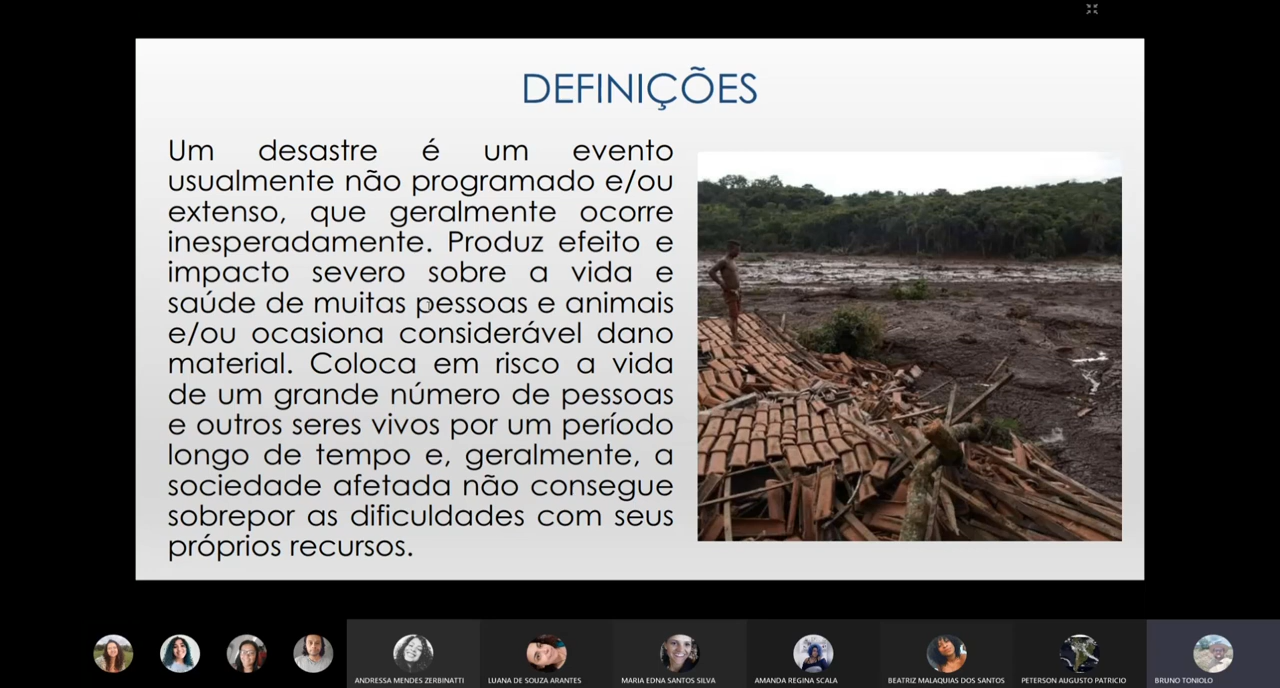 DEFINIÇÕES
Um desastre é um evento
usualmente não programado e/ou
extenso, que geralmente ocorre
inesperadamente. Produz efeito e
impacto severo sobre a vida e
saúde de muitas pessoas e animais
e/ou ocasiona considerável dano
material. Coloca em risco a vida
de um grande número de pessoas
e outros seres vivos por um período
longo de tempo e, geralmente, a
sociedade afetada não consegue
sobrepor as dificuldades com seus
próprios recursos.
ANDRESSA MENDES ZERBINATTI
LUANA DE SOUZA ARANTES
MARIA EDNA SANTOS SILVA
AMANDA REGINA SCALA
BEATRIZ MALAQUIAS DOS SANTOS
PETERSON AUGUSTO PATRICIO
BRUNO TONIOLO